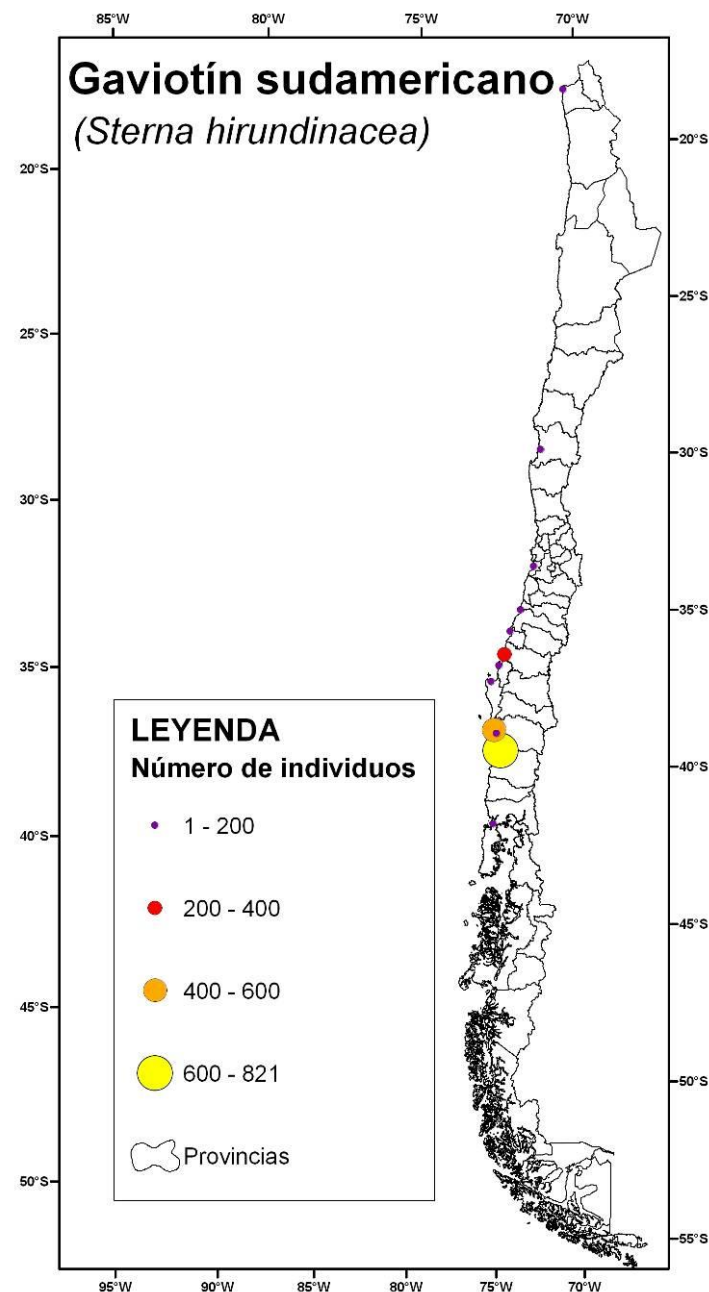 85°W
80°W
75°W
70°W
Gaviotín sudamericano
(Sterna hirundinacea)
20°S
25°S
30°S
35°S
40°S
45°S
50°S
20°S
25°S
30°S
35°S
40°S
45°S
50°S
55°S
LEYENDA
Número de individuos
1 - 200
200 - 400
400 - 600
600 - 821
Provincias
95°W
90°W
85°W
80°W
75°W
70°W